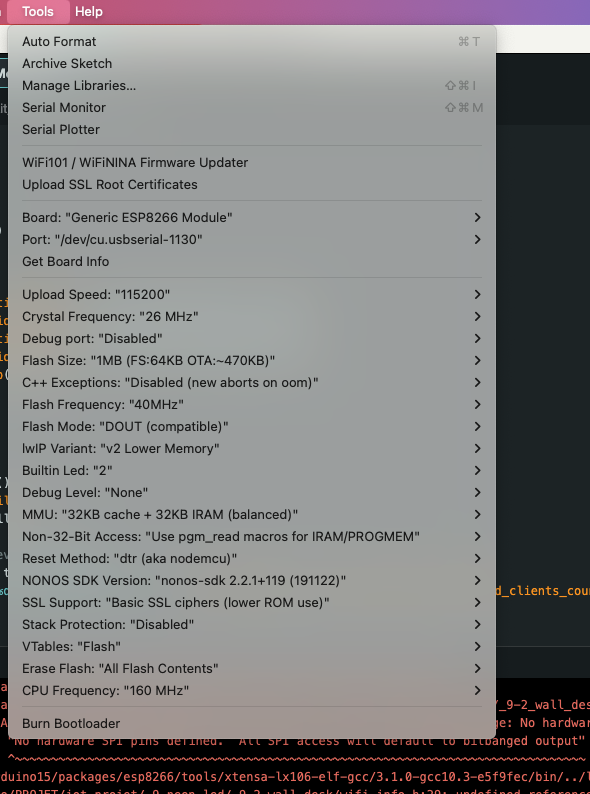 Tools Help
Auto Format ⌘ T
Archive Sketch
Manage Libraries... ⇧ ⌘ I
Serial Monitor ⇧ ⌘ M
Serial Plotter
WiFi101 / WiFiNINA Firmware Updater
Upload SSL Root Certificates
Board: "Generic ESP8266 Module"
Port: "/dev/cu.usbserial-1130"
Get Board Info
Upload Speed: "115200"
Crystal Frequency: "26 MHz"
Debug port: "Disabled"
Flash Size: "1MB (FS:64KB OTA:~470KB)"
C++ Exceptions: "Disabled (new aborts on oom)"
Flash Frequency: "40MHz"
Flash Mode: "DOUT (compatible)"
lwIP Variant: "v2 Lower Memory"
Builtin Led: "2"
Debug Level: "None"
MMU: "32KB cache + 32KB IRAM (balanced)"
Non-32-Bit Access: "Use pgm_read macros for IRAM/PROGMEM"
Reset Method: "dtr (aka nodemcu)"
NONOS SDK Version: "nonos-sdk 2.2.1+119 (191122)"
SSL Support: "Basic SSL ciphers (lower ROM use)"
d_clients_cou
Stack Protection: "Disabled"
VTables: "Flash"
Erase Flash: "All Flash Contents"
CPU Frequency: "160 MHz"
/_9-2_wall_des
Burn Bootloader
ge: No hardwar
"No hardware SPI pins defined. All SPI access will default to bitbanged output"
^~~~~~~~~~~~~~~~~~~~~~~~~~~~~~~~~~~~~~~~~~~~~~~~~~~~~~~~~~~~~~~~~~~~~~~~~~~~~~~
duino15/packages/esp8266/tools/xtensa-lx106-elf-gcc/3.1.0-gcc10.3-e5f9fec/bin/../l